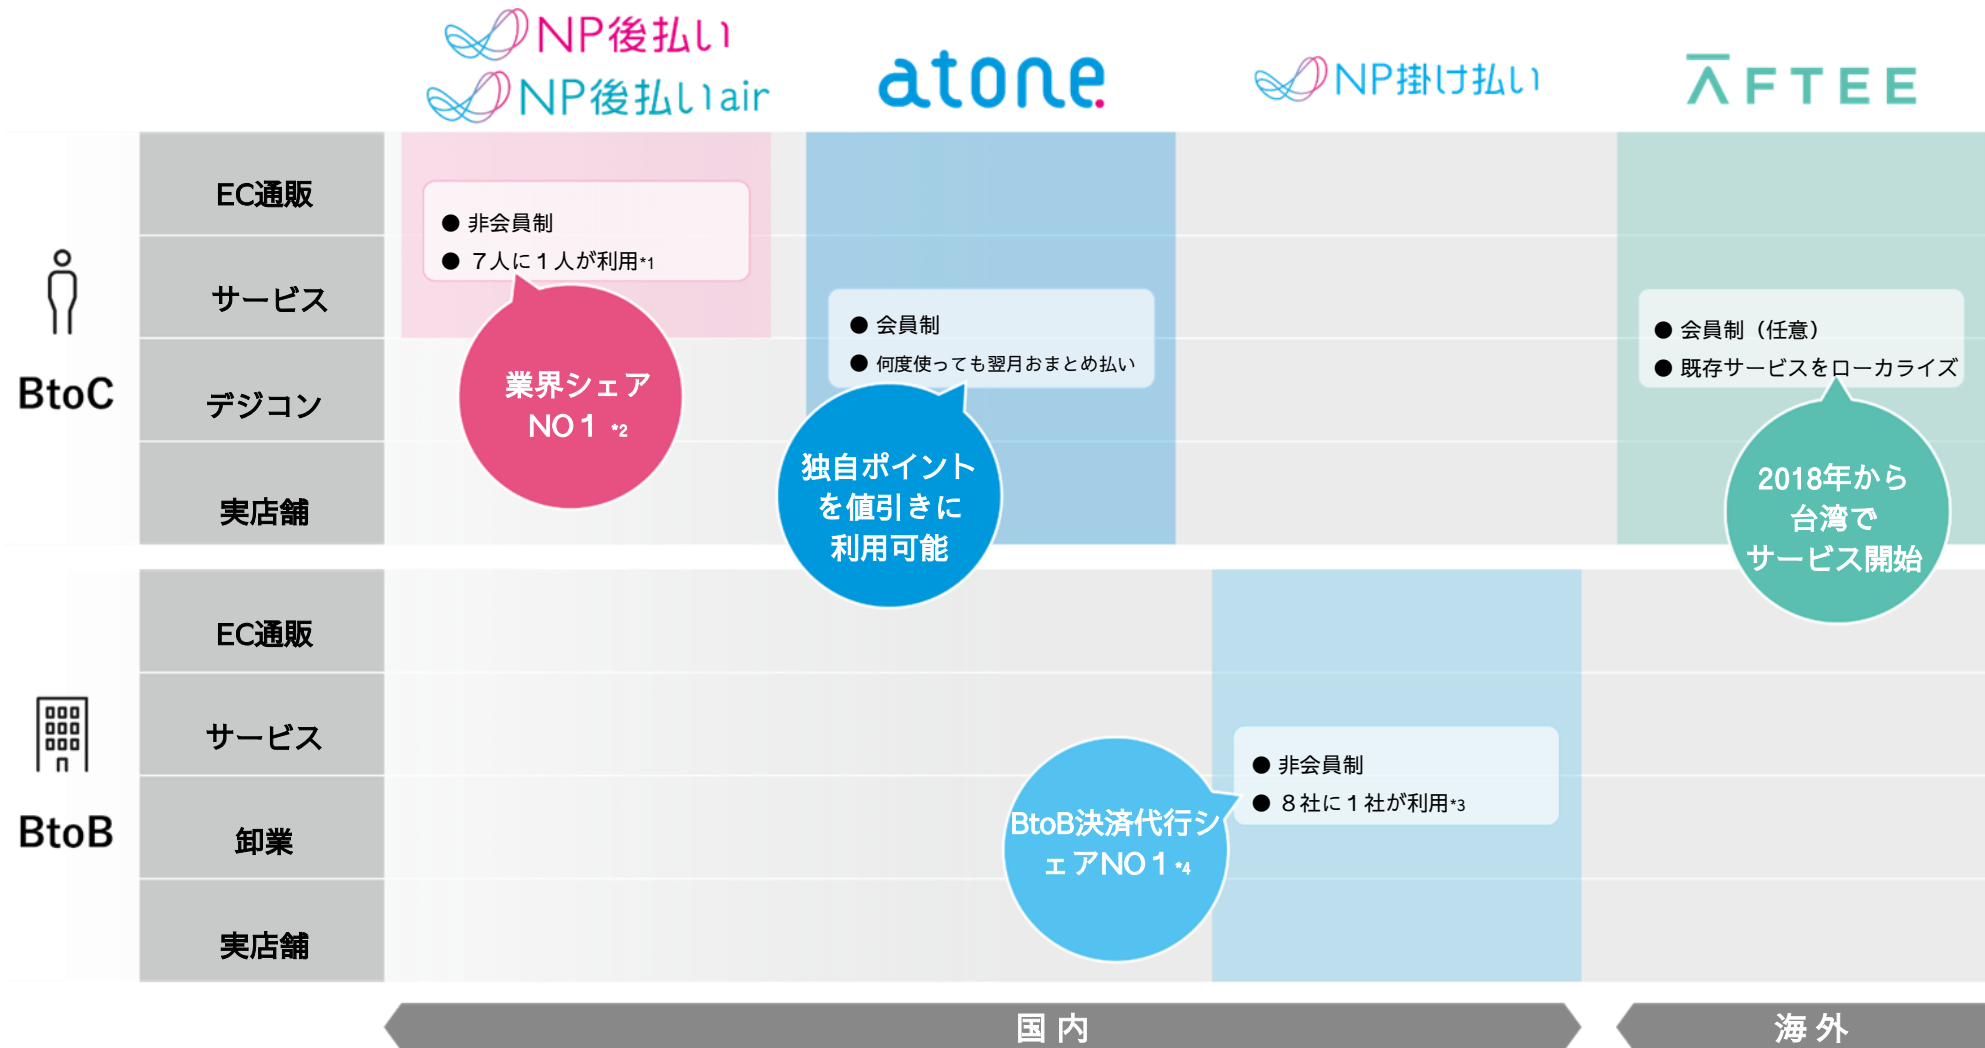 NP後払い
NP後払いair
atone
NP掛け払い
AFTEE
BtoC
EC通販
サービス
デジコン
実店舗
● 非会員制
● ７人に１人が利用*1
業界シェア
NO１ *2
● 会員制
● 何度使っても翌月おまとめ払い
独自ポイント
を値引きに
利用可能
● 会員制（任意）
● 既存サービスをローカライズ
2018年から
台湾で
サービス開始
BtoB
EC通販
サービス
卸業
実店舗
● 非会員制
● ８社に１社が利用*3
BtoB決済代行シ
ェアNO１*4
国内
海外